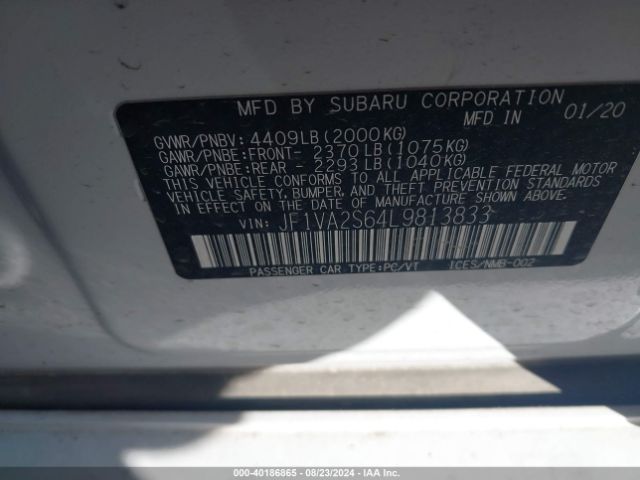 MFD BY SUBARU CORPORATION
MFD IN 01/20
GVWR/PNBV: 4409LB(2000KG)
GAWR/PNBE:FRONT- 2370LB(1075KG)
GAWR/PNBE:REAR - 2293LB(1040KG)
THIS VEHICLE CONFORMS TO ALL APPLICABLE FEDERAL MOTOR
VEHICLE SAFETY, BUMPER, AND THEFT PREVENTION STANDARDS
IN EFFECT ON THE DATE OF MANUFACTURE SHOWN ABOVE.
VIN: JF1VA2S64L9813833
PASSENGER CAR TYPE:PC/VT ICES/NMB-002
000-40186865 - 08/23/2024 - IAA Inc.